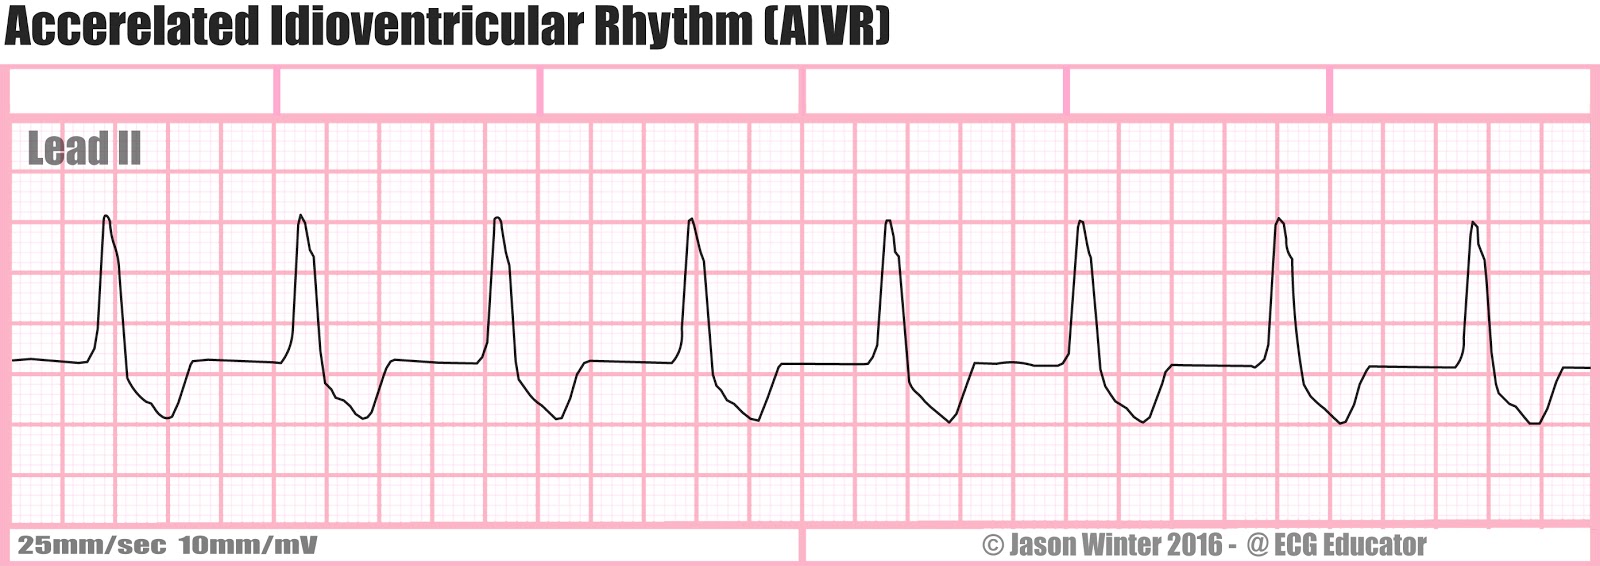 Accerelated Idioventricular Rhythm (AIVR)
Lead II
25mm/sec 10mm/mV
© Jason Winter 2016 - @ ECG Educator